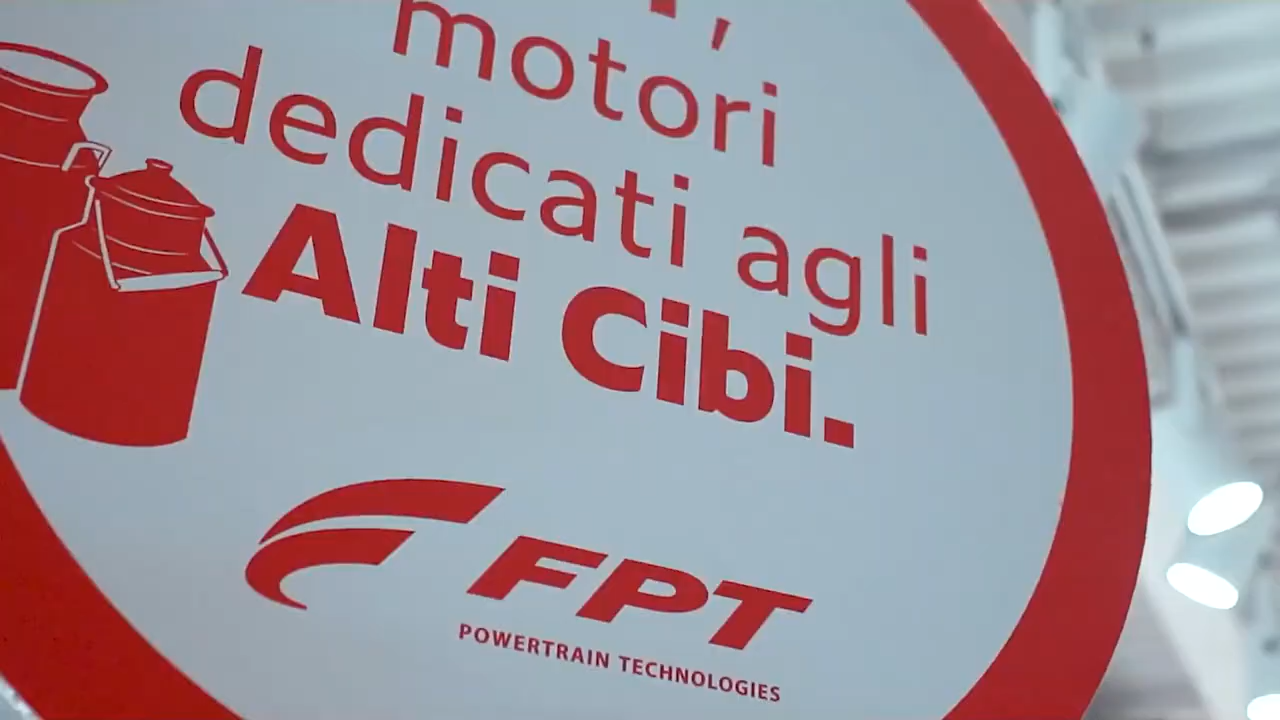 motori
dedicati agli
Alti Cibi.
FPT
POWERTRAIN TECHNOLOGIES